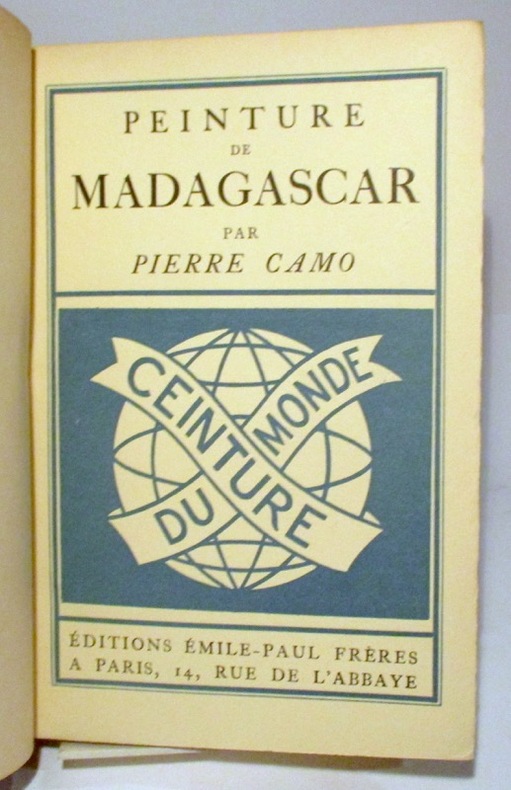 PEINTURE
DE
MADAGASCAR
PAR
PIERRE CAMO
CEINTURE
DU MONDE
ÉDITIONS ÉMILE-PAUL FRÈRES
A PARIS, 14, RUE DE L'ABBAYE